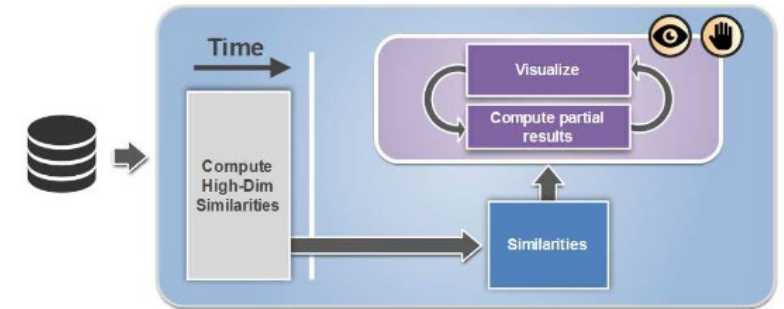 Time
Visualize
Compute partial
results
Compute
High-Dim
Similarities
Similarities